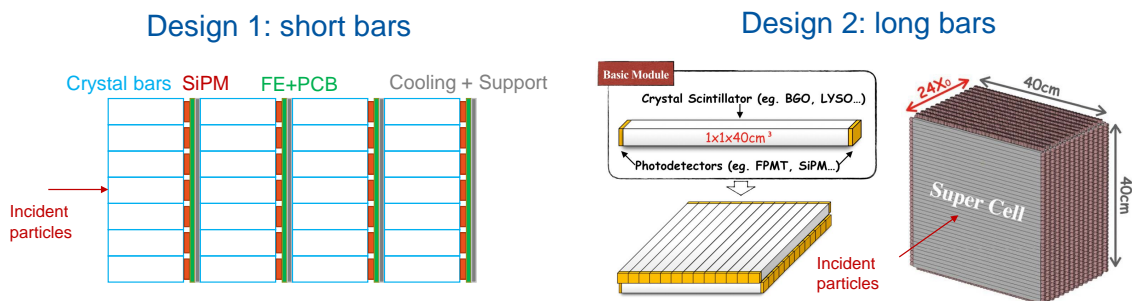 Design 1: short bars
Crystal bars SiPM FE+PCB Cooling + Support
Incident
particles
Design 2: long bars
Basic Module
Crystal Scintillator (eg. BGO, LYSO…)
1x1x40cm³
Photodetectors (eg. FPMT, SiPM…)
Incident
particles
24X₀
40cm
40cm
Super Cell